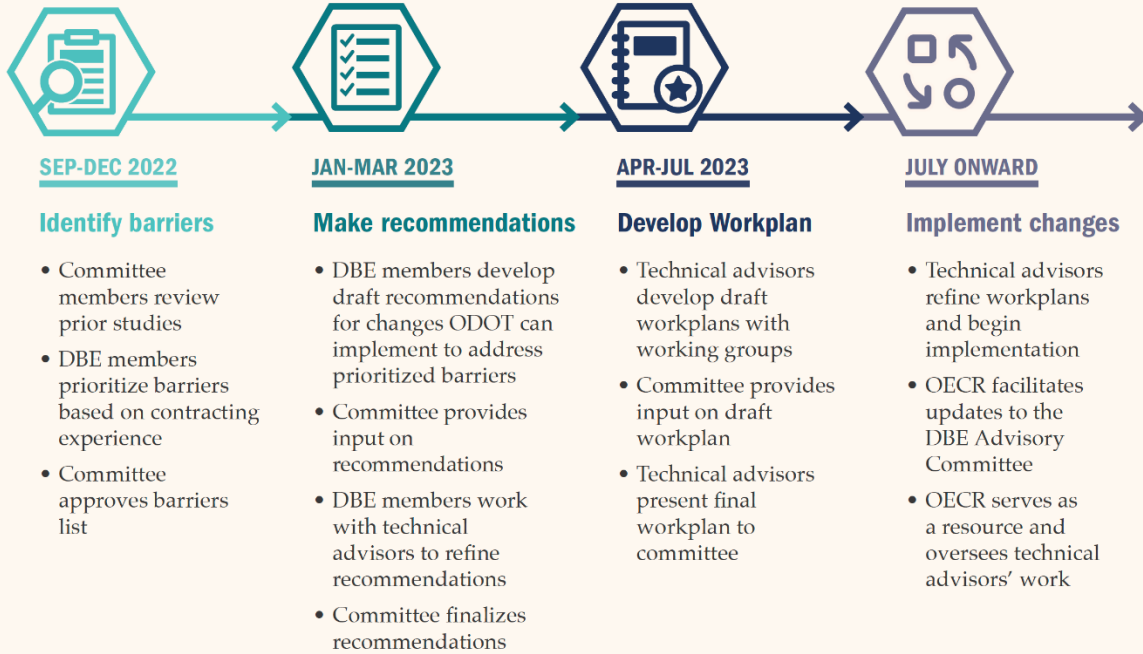 SEP-DEC 2022
Identify barriers
• Committee
members review
prior studies
• DBE members
prioritize barriers
based on contracting
experience
• Committee
approves barriers
list
JAN-MAR 2023
Make recommendations
• DBE members develop
draft recommendations
for changes ODOT can
implement to address
prioritized barriers
• Committee provides
input on
recommendations
• DBE members work
with technical
advisors to refine
recommendations
• Committee finalizes
recommendations
APR-JUL 2023
Develop Workplan
• Technical advisors
develop draft
workplans with
working groups
• Committee provides
input on draft
workplan
• Technical advisors
present final
workplan to
committee
JULY ONWARD
Implement changes
• Technical advisors
refine workplans
and begin
implementation
• OECR facilitates
updates to the
DBE Advisory
Committee
• OECR serves as
a resource and
oversees technical
advisors’ work